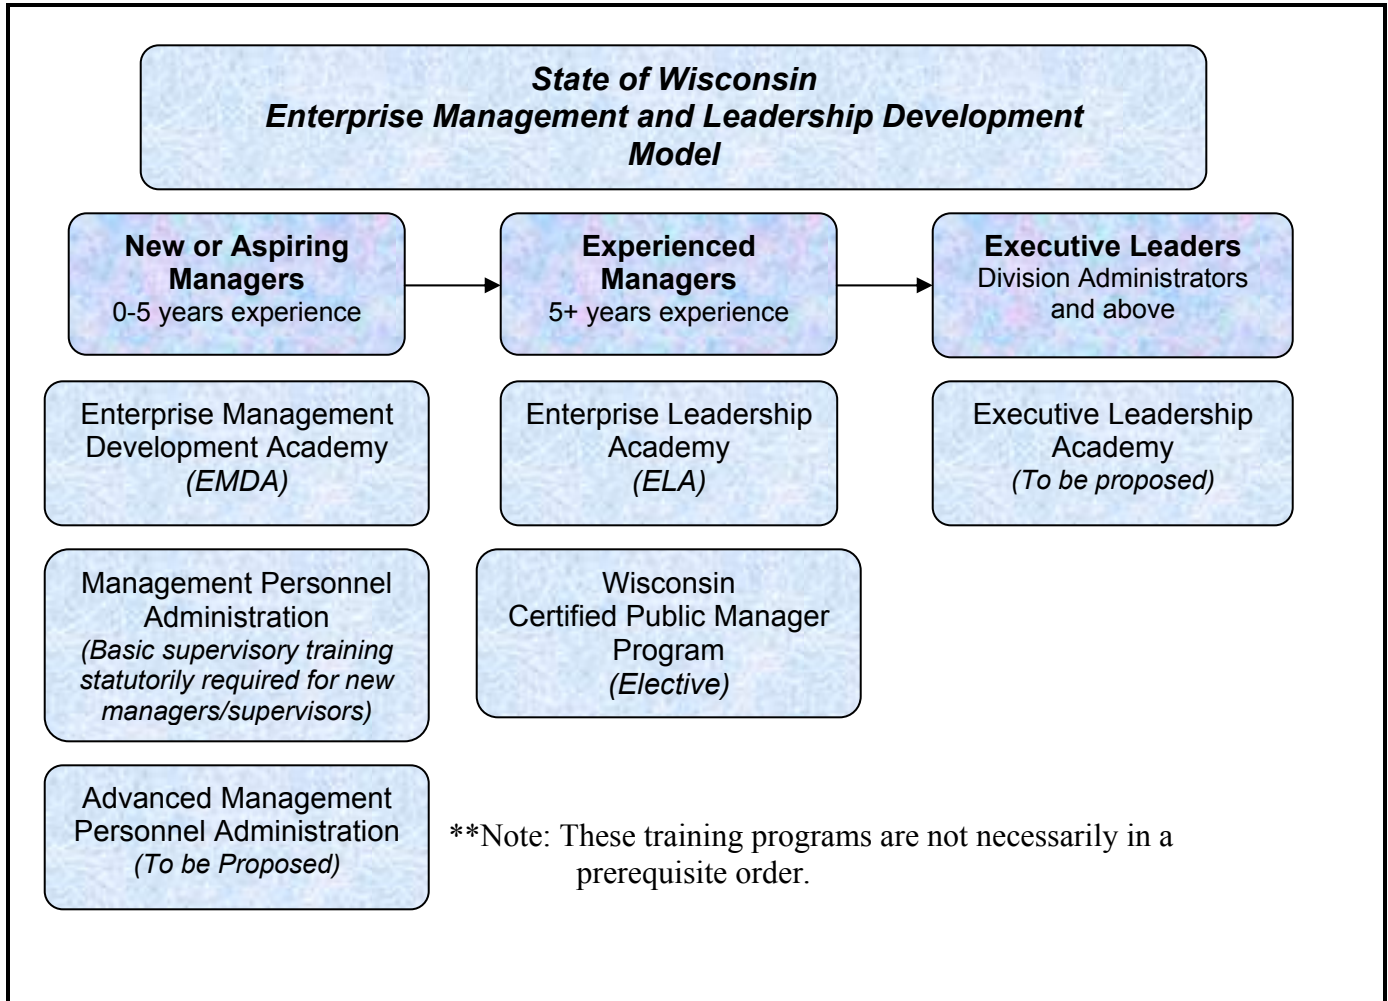 State of Wisconsin
Enterprise Management and Leadership Development
Model
New or Aspiring
Managers
0-5 years experience
Experienced
Managers
5+ years experience
Executive Leaders
Division Administrators
and above
Enterprise Management
Development Academy
(EMDA)
Enterprise Leadership
Academy
(ELA)
Executive Leadership
Academy
(To be proposed)
Management Personnel
Administration
(Basic supervisory training
statutorily required for new
managers/supervisors)
Wisconsin
Certified Public Manager
Program
(Elective)
Advanced Management
Personnel Administration
(To be Proposed)
**Note: These training programs are not necessarily in a
prerequisite order.